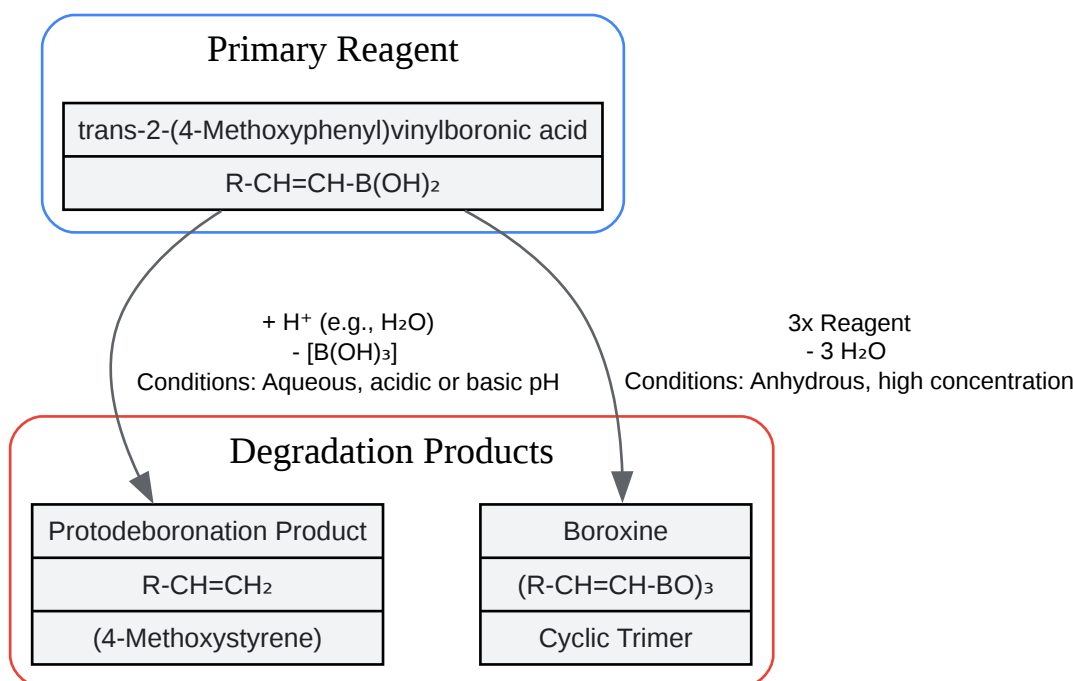 Primary Reagent
trans-2-(4-Methoxyphenyl)vinylboronic acid
R-CH=CH-B(OH)₂
+ H⁺ (e.g., H₂O)
- [B(OH)₃]
Conditions: Aqueous, acidic or basic pH
3x Reagent
- 3 H₂O
Conditions: Anhydrous, high concentration
Degradation Products
Protodeboronation Product
R-CH=CH₂
(4-Methoxystyrene)
Boroxine
(R-CH=CH-BO)₃
Cyclic Trimer